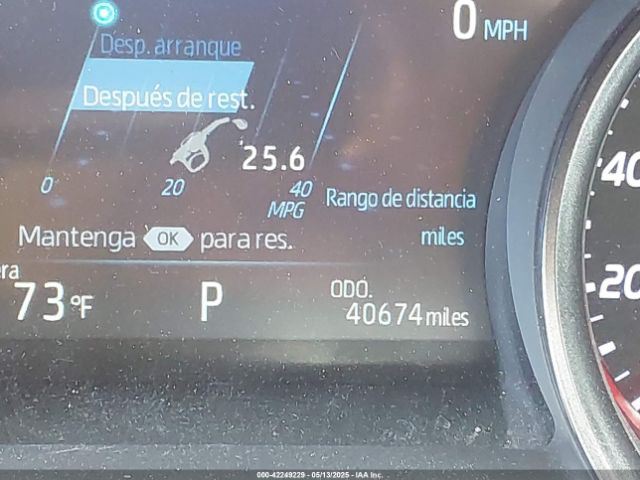 0 MPH
Desp. arranque
Después de rest.
25.6
0 20 40
MPG
Rango de distancia
miles
Mantenga OK para res.
era
73°F P ODO.
40674 miles
40
20
000-42249229 - 05/13/2025 - IAA Inc.